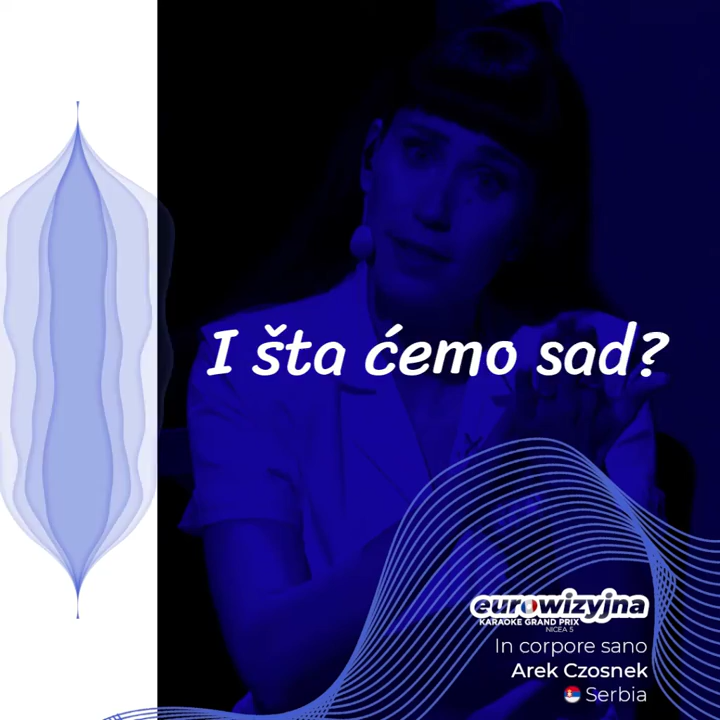 I šta ćemo sad?
eurowizyjna
KARAOKE GRAND PRIX
NICEA 5
In corpore sano
Arek Czosnek
Serbia